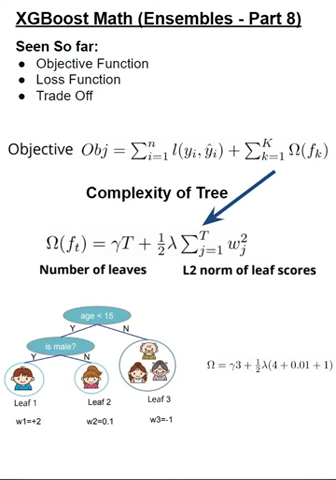 XGBoost Math (Ensembles - Part 8)
Seen So far:
● Objective Function
● Loss Function
● Trade Off
Objective Obj = ∑ⁿᵢ₌₁ l(yᵢ, ŷᵢ) + ∑ᴷₖ₌₁ Ω(fₖ)
Complexity of Tree
Ω(fₜ) = γT + ½λ ∑ᵀⱼ₌₁ wⱼ²
Number of leaves L2 norm of leaf scores
age < 15
Y N
is male?
Y N
Ω = γ3 + ½λ(4 + 0.01 + 1)
Leaf 1 Leaf 2 Leaf 3
w1=+2 w2=0.1 w3=-1